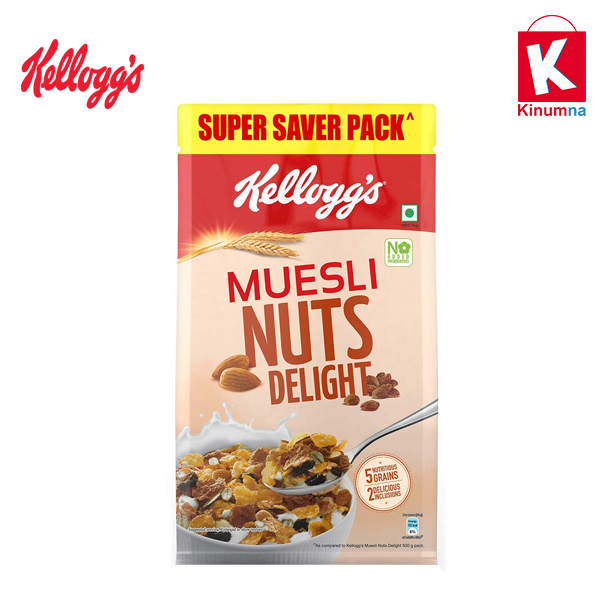 Kellogg's
K
Kinumna
SUPER SAVER PACK^
Kellogg's
NO
ADDED
PRESERVATIVES
MUESLI
NUTS
DELIGHT
5 NUTRITIOUS
GRAINS
2 DELICIOUS
INCLUSIONS
^As compared to Kellogg's Muesli Nuts Delight 500 g pack.